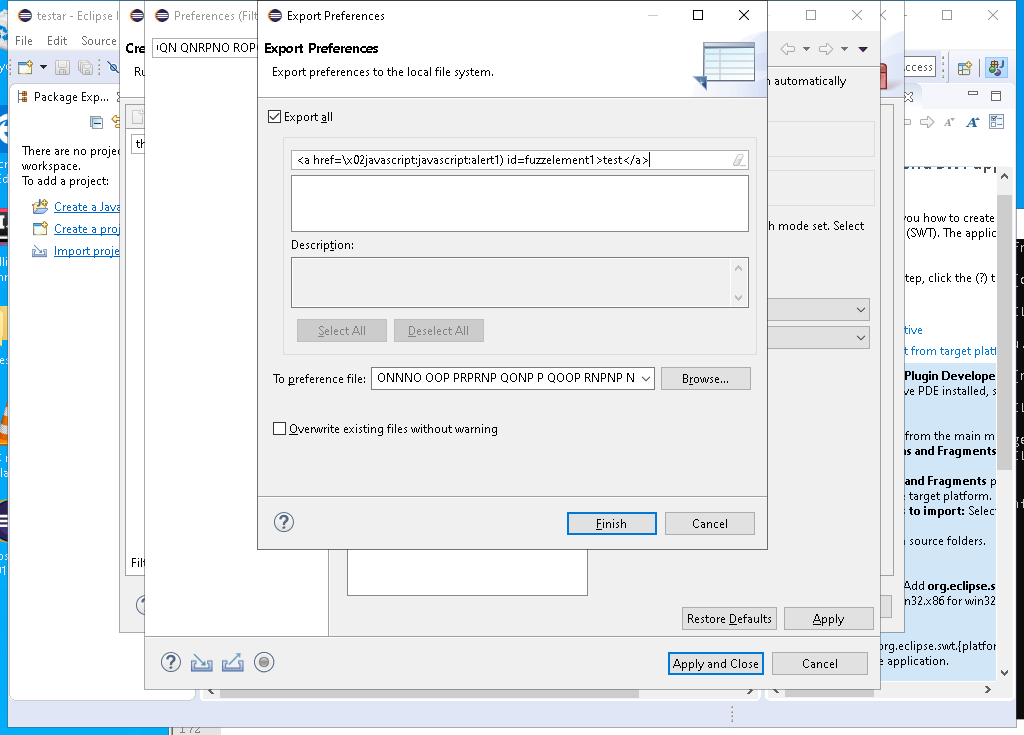 testar - Eclipse
Preferences (Filt
Export Preferences
File Edit Source
Cre
QN QNRPNO ROP
Export Preferences
Ru
Export preferences to the local file system.
automatically
ccess
Package Exp...
Export all
th
<a href=\x02javascript:javascript:alert1) id=fuzzelement1>test</a>
There are no proje
workspace.
To add a project:
Create a Java
Create a proj
Import proje
you how to create
h mode set. Select
(SWT). The applic
Description:
tep, click the (?) t
Select All
Deselect All
tive
t from target platf
To preference file:
ONNNO OOP PRPRNP QONP P QOOP RNPNP N
Browse...
Plugin Develope
ve PDE installed, s
Overwrite existing files without warning
from the main m
s and Fragments
and Fragments p
e target platform.
s to import: Select
Finish
Cancel
source folders.
Filt
Add org.eclipse.s
n32.x86 for win32
Restore Defaults
Apply
org.eclipse.swt.{platfor
e application.
Apply and Close
Cancel
172